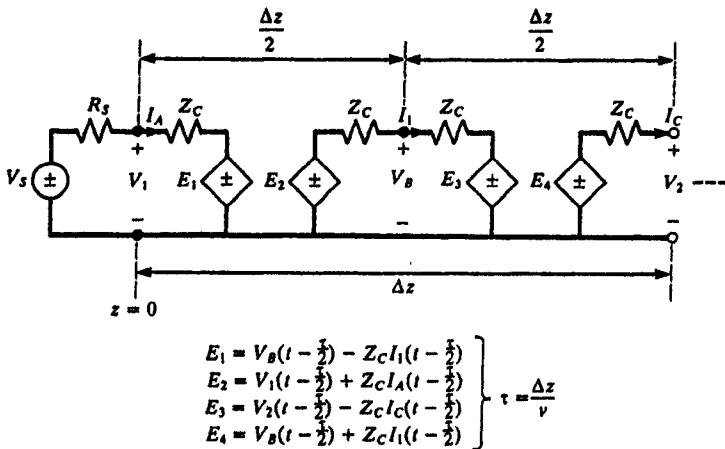 Δz/2 Δz/2
R_S I_A Z_C Z_C I_1 Z_C Z_C I_C
+ + +
V_S ± V_1 E_1 ± E_2 ± V_B E_3 ± E_4 ± V_2
− − −
Δz
z = 0
E_1 = V_B(t − τ/2) − Z_C I_1(t − τ/2)
E_2 = V_1(t − τ/2) + Z_C I_A(t − τ/2)
E_3 = V_2(t − τ/2) − Z_C I_C(t − τ/2)
E_4 = V_B(t − τ/2) + Z_C I_1(t − τ/2)
τ = Δz/v